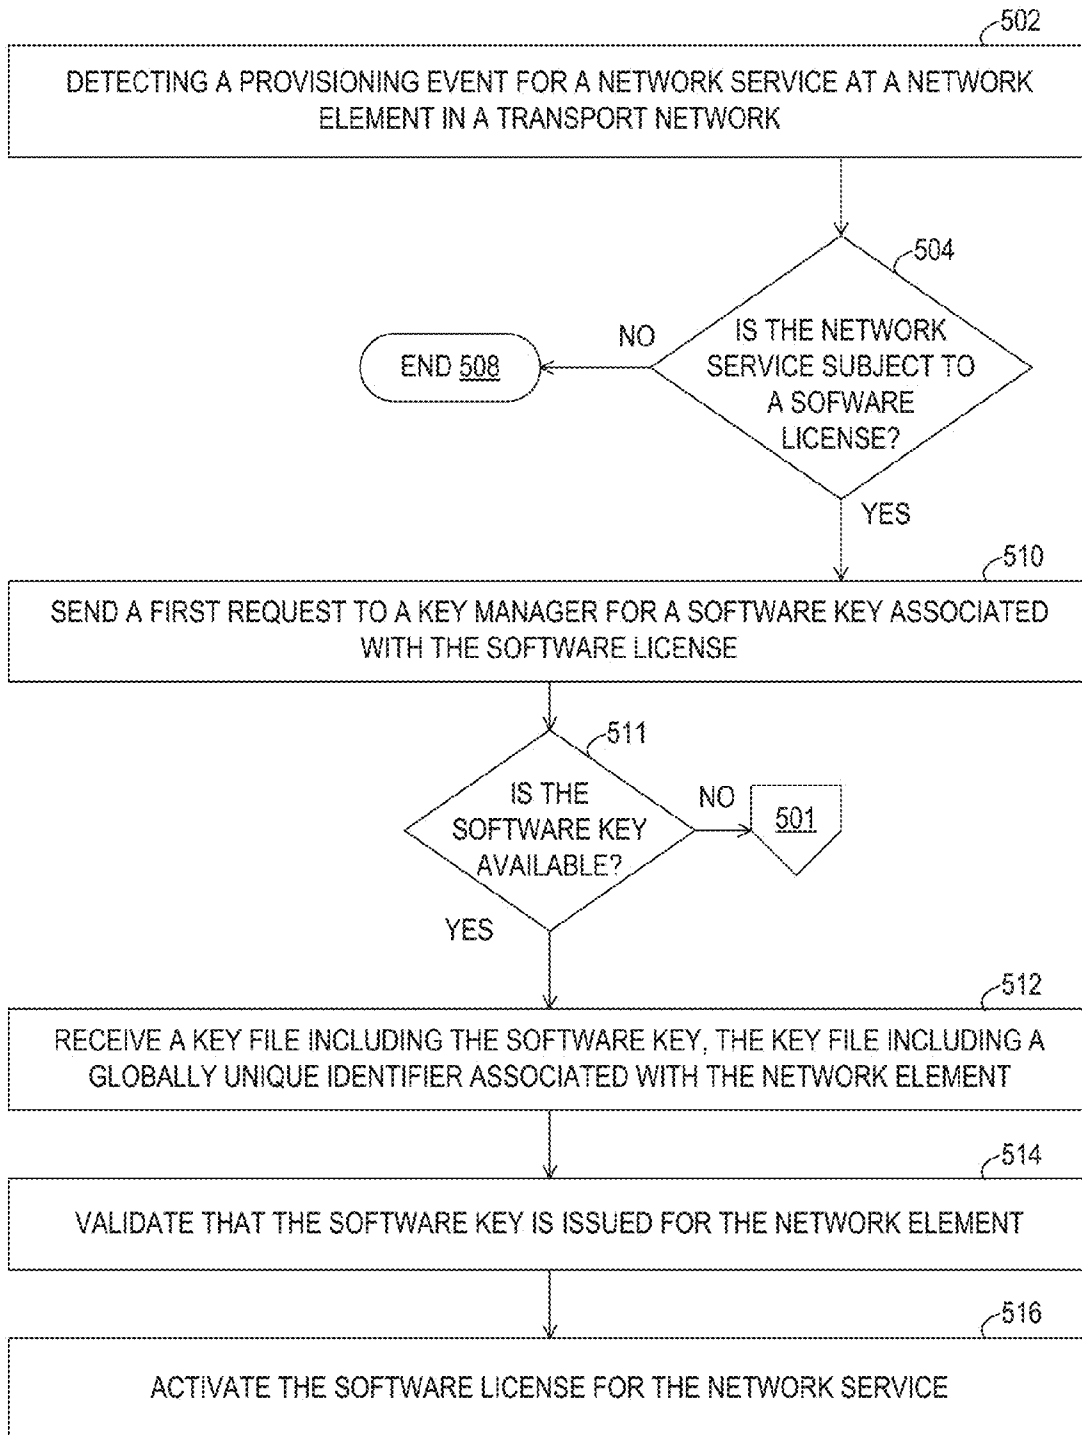 502
DETECTING A PROVISIONING EVENT FOR A NETWORK SERVICE AT A NETWORK
ELEMENT IN A TRANSPORT NETWORK
504
IS THE NETWORK
SERVICE SUBJECT TO
A SOFWARE
LICENSE?
NO
END 508
YES
510
SEND A FIRST REQUEST TO A KEY MANAGER FOR A SOFTWARE KEY ASSOCIATED
WITH THE SOFTWARE LICENSE
511
IS THE
SOFTWARE KEY
AVAILABLE?
NO
501
YES
512
RECEIVE A KEY FILE INCLUDING THE SOFTWARE KEY, THE KEY FILE INCLUDING A
GLOBALLY UNIQUE IDENTIFIER ASSOCIATED WITH THE NETWORK ELEMENT
514
VALIDATE THAT THE SOFTWARE KEY IS ISSUED FOR THE NETWORK ELEMENT
516
ACTIVATE THE SOFTWARE LICENSE FOR THE NETWORK SERVICE